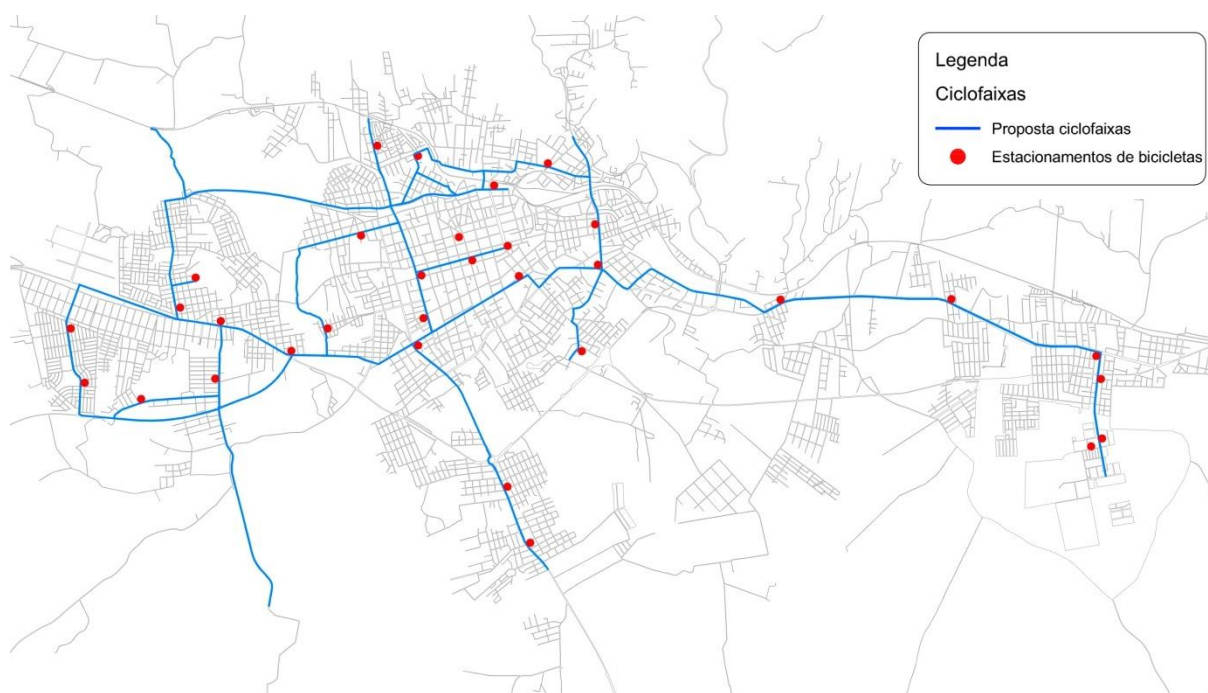 Legenda
Ciclofaixas
Proposta ciclofaixas
Estacionamentos de bicicletas